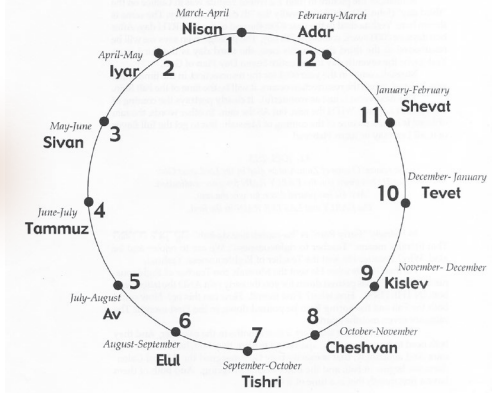 March-April
Nisan
1
April-May
Iyar
2
May-June
Sivan
3
June-July
Tammuz
4
July-August
Av
5
August-September
Elul
6
September-October
Tishri
7
October-November
Cheshvan
8
November- December
Kislev
9
December- January
Tevet
10
January-February
Shevat
11
February-March
Adar
12